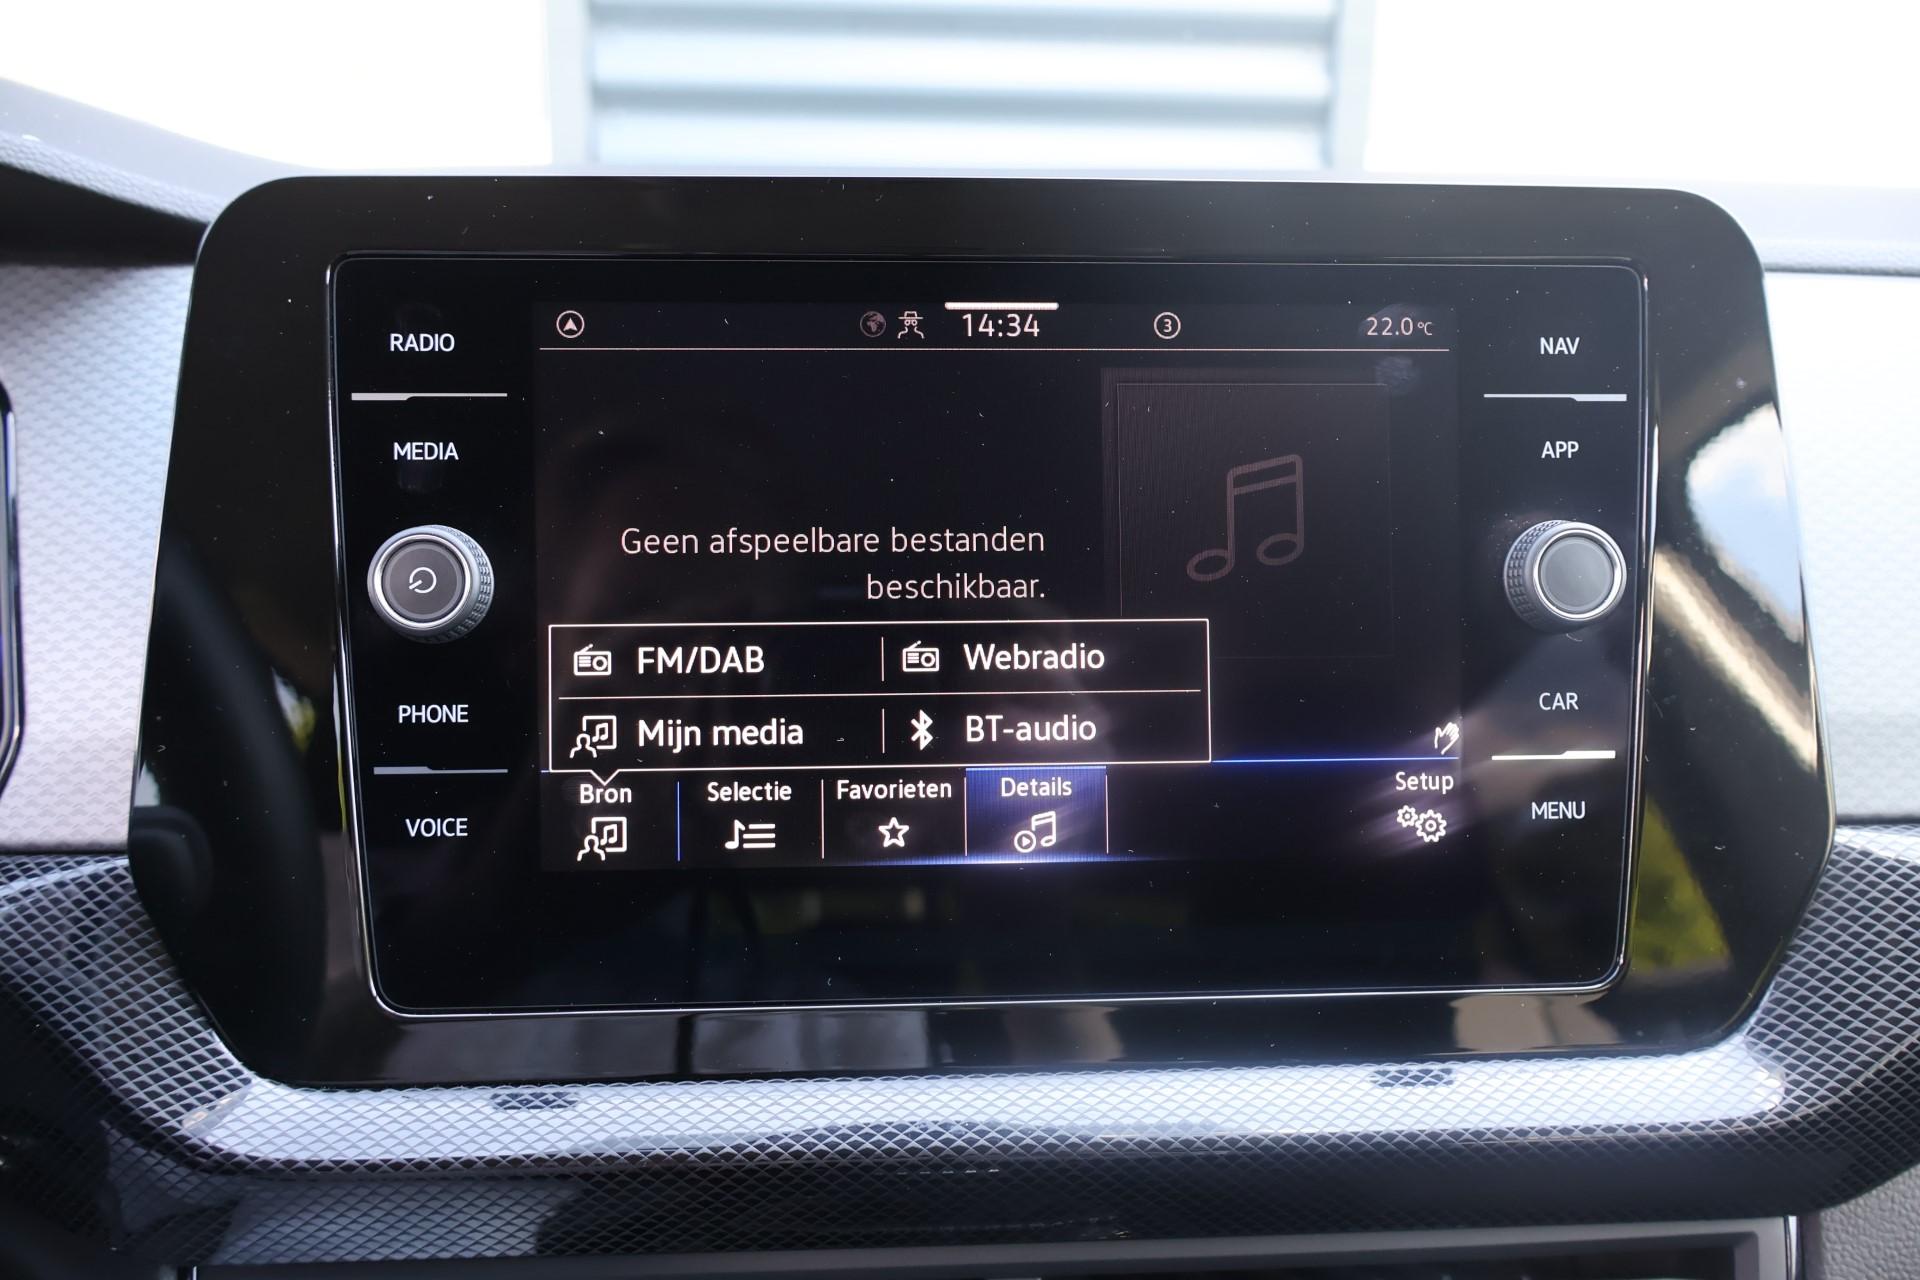 RADIO
MEDIA
PHONE
VOICE
14:34
3
22.0 °C
Geen afspeelbare bestanden
beschikbaar.
FM/DAB
Webradio
Mijn media
BT-audio
Bron
Selectie
Favorieten
Details
Setup
NAV
APP
CAR
MENU